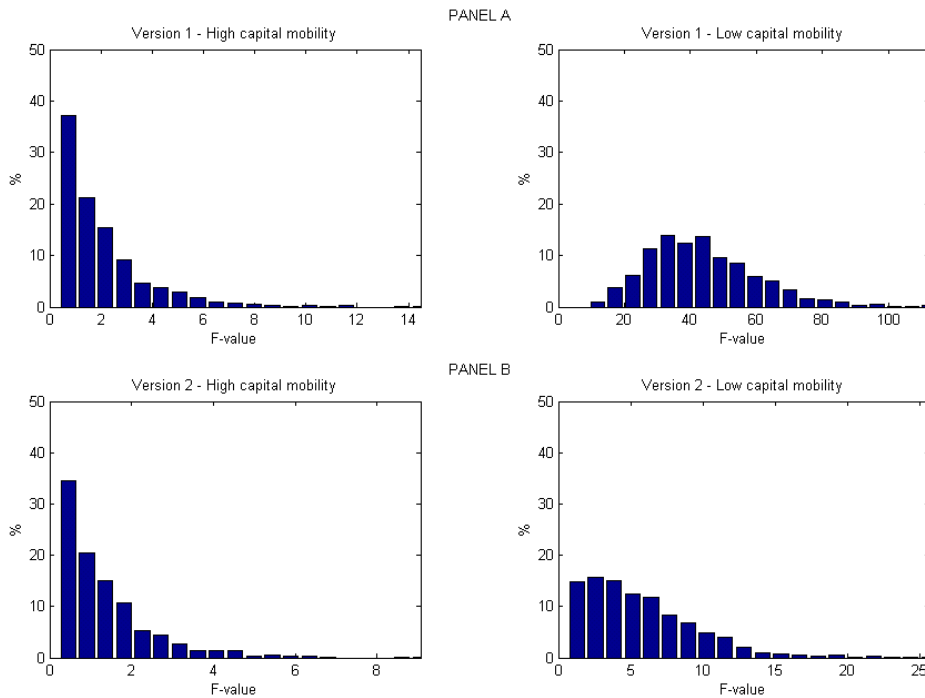 PANEL A
Version 1 - High capital mobility
Version 1 - Low capital mobility
50
40
30
20
10
0
%
0 2 4 6 8 10 12 14
F-value
50
40
30
20
10
0
%
0 20 40 60 80 100
F-value
PANEL B
Version 2 - High capital mobility
Version 2 - Low capital mobility
50
40
30
20
10
0
%
0 2 4 6 8
F-value
50
40
30
20
10
0
%
0 5 10 15 20 25
F-value